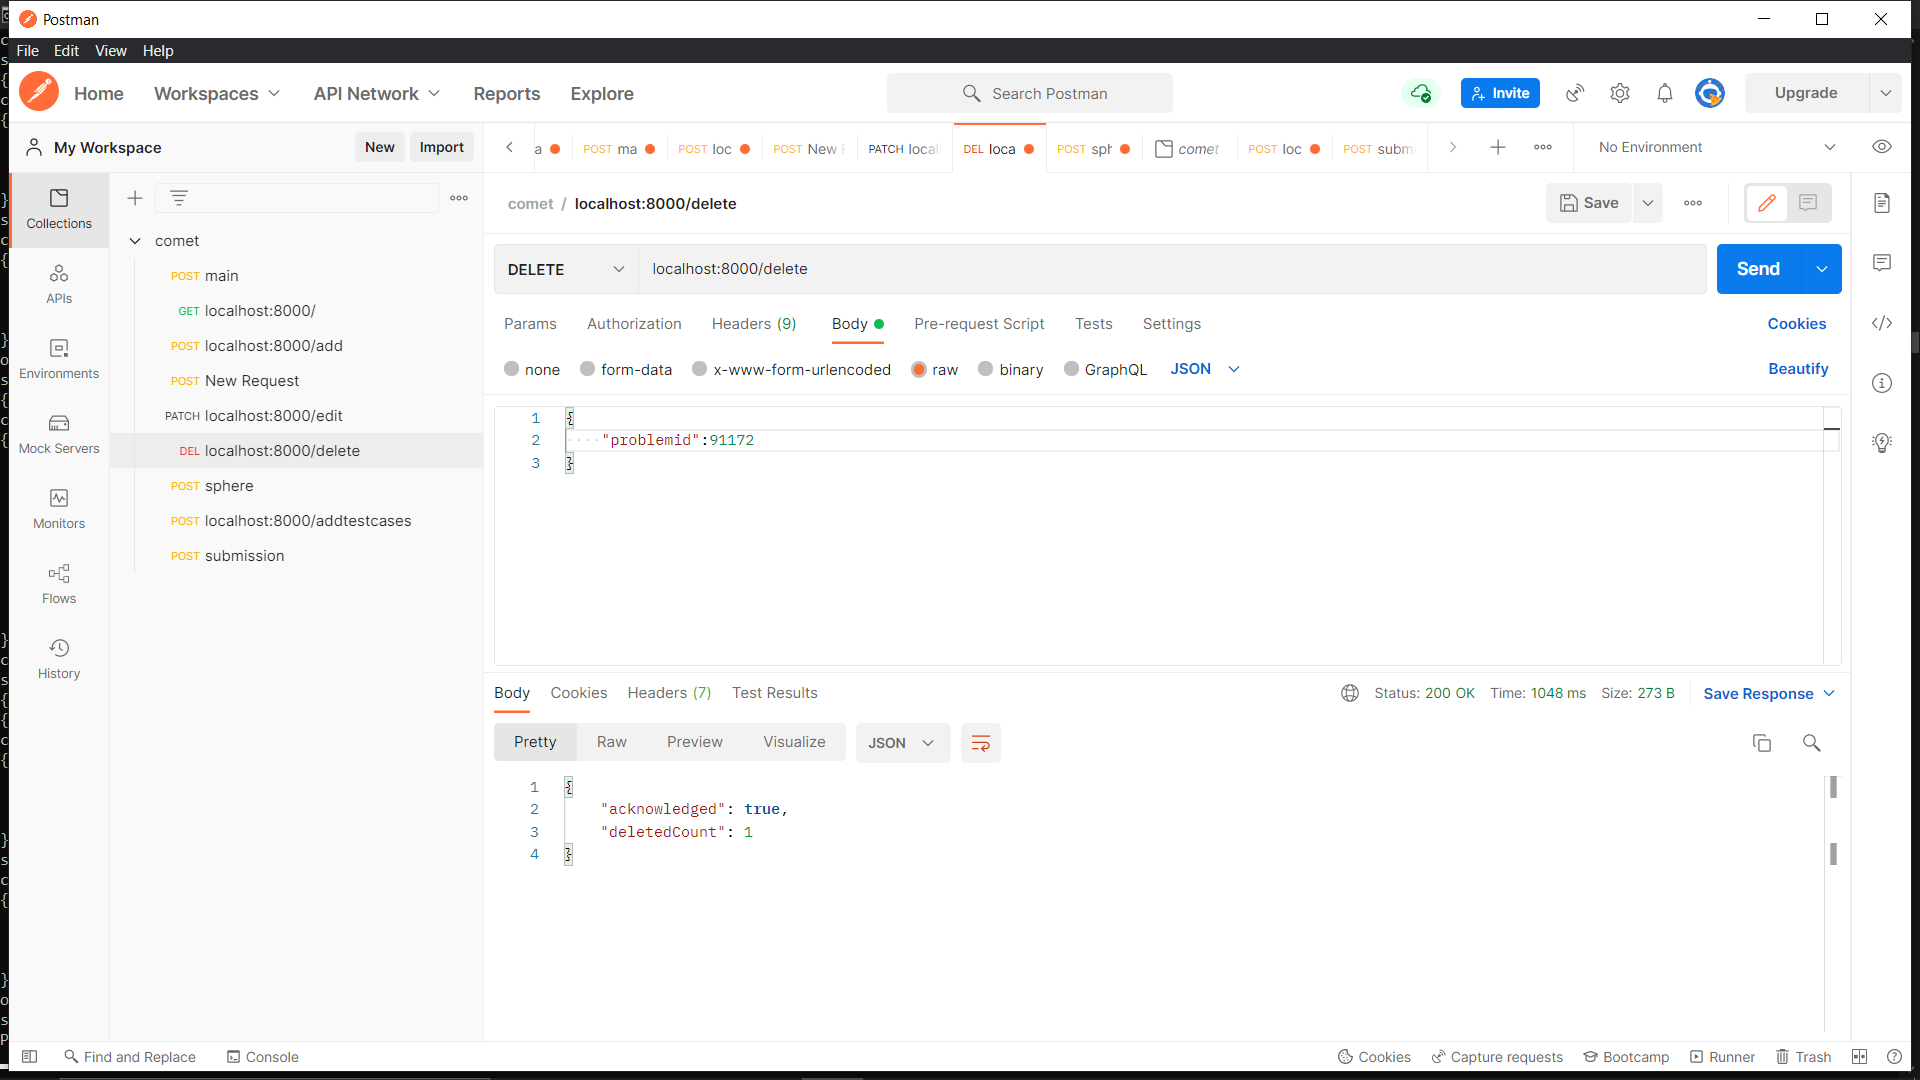 Postman
File Edit View Help
Home Workspaces API Network Reports Explore Search Postman Invite Upgrade
My Workspace New Import
a POST ma POST loc POST New PATCH local DEL loca POST sph comet POST loc POST subm No Environment
Collections
APIs
Environments
Mock Servers
Monitors
Flows
History
comet
POST main
GET localhost:8000/
POST localhost:8000/add
POST New Request
PATCH localhost:8000/edit
DEL localhost:8000/delete
POST sphere
POST localhost:8000/addtestcases
POST submission
comet / localhost:8000/delete Save
DELETE localhost:8000/delete Send
Params Authorization Headers (9) Body Pre-request Script Tests Settings Cookies
none form-data x-www-form-urlencoded raw binary GraphQL JSON Beautify
1 {
2 ····"problemid":91172
3 }
Body Cookies Headers (7) Test Results Status: 200 OK Time: 1048 ms Size: 273 B Save Response
Pretty Raw Preview Visualize JSON
1 {
2 "acknowledged": true,
3 "deletedCount": 1
4 }
Find and Replace Console Cookies Capture requests Bootcamp Runner Trash